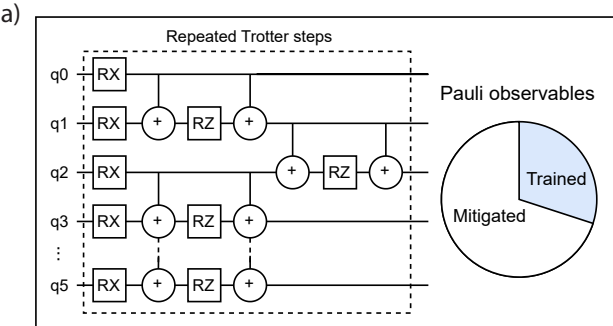 a)
Repeated Trotter steps
q0 RX
q1 RX + RZ +
q2 RX + RZ +
q3 RX + RZ +
⋮
q5 RX + RZ +
Pauli observables
Trained
Mitigated